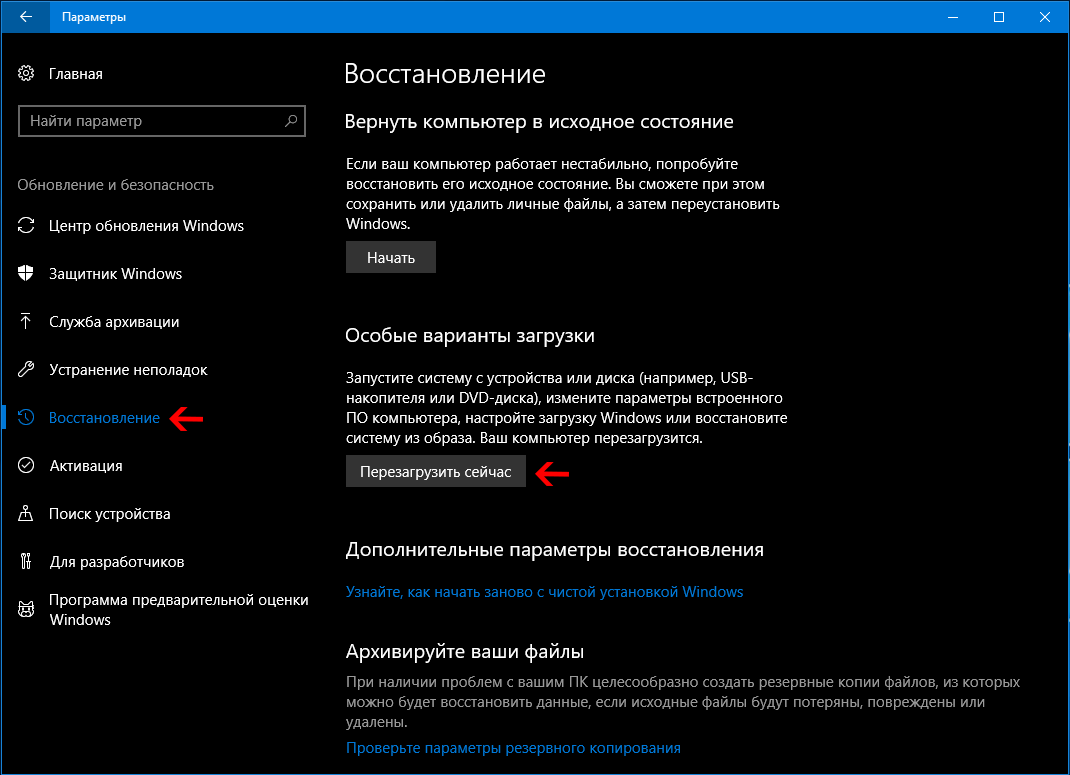 Параметры
Главная
Найти параметр
Обновление и безопасность
Центр обновления Windows
Защитник Windows
Служба архивации
Устранение неполадок
Восстановление
Активация
Поиск устройства
Для разработчиков
Программа предварительной оценки
Windows
Восстановление
Вернуть компьютер в исходное состояние
Если ваш компьютер работает нестабильно, попробуйте
восстановить его исходное состояние. Вы сможете при этом
сохранить или удалить личные файлы, а затем переустановить
Windows.
Начать
Особые варианты загрузки
Запустите систему с устройства или диска (например, USB-
накопителя или DVD-диска), измените параметры встроенного
ПО компьютера, настройте загрузку Windows или восстановите
систему из образа. Ваш компьютер перезагрузится.
Перезагрузить сейчас
Дополнительные параметры восстановления
Узнайте, как начать заново с чистой установкой Windows
Архивируйте ваши файлы
При наличии проблем с вашим ПК целесообразно создать резервные копии файлов, из которых
можно будет восстановить данные, если исходные файлы будут потеряны, повреждены или
удалены.
Проверьте параметры резервного копирования